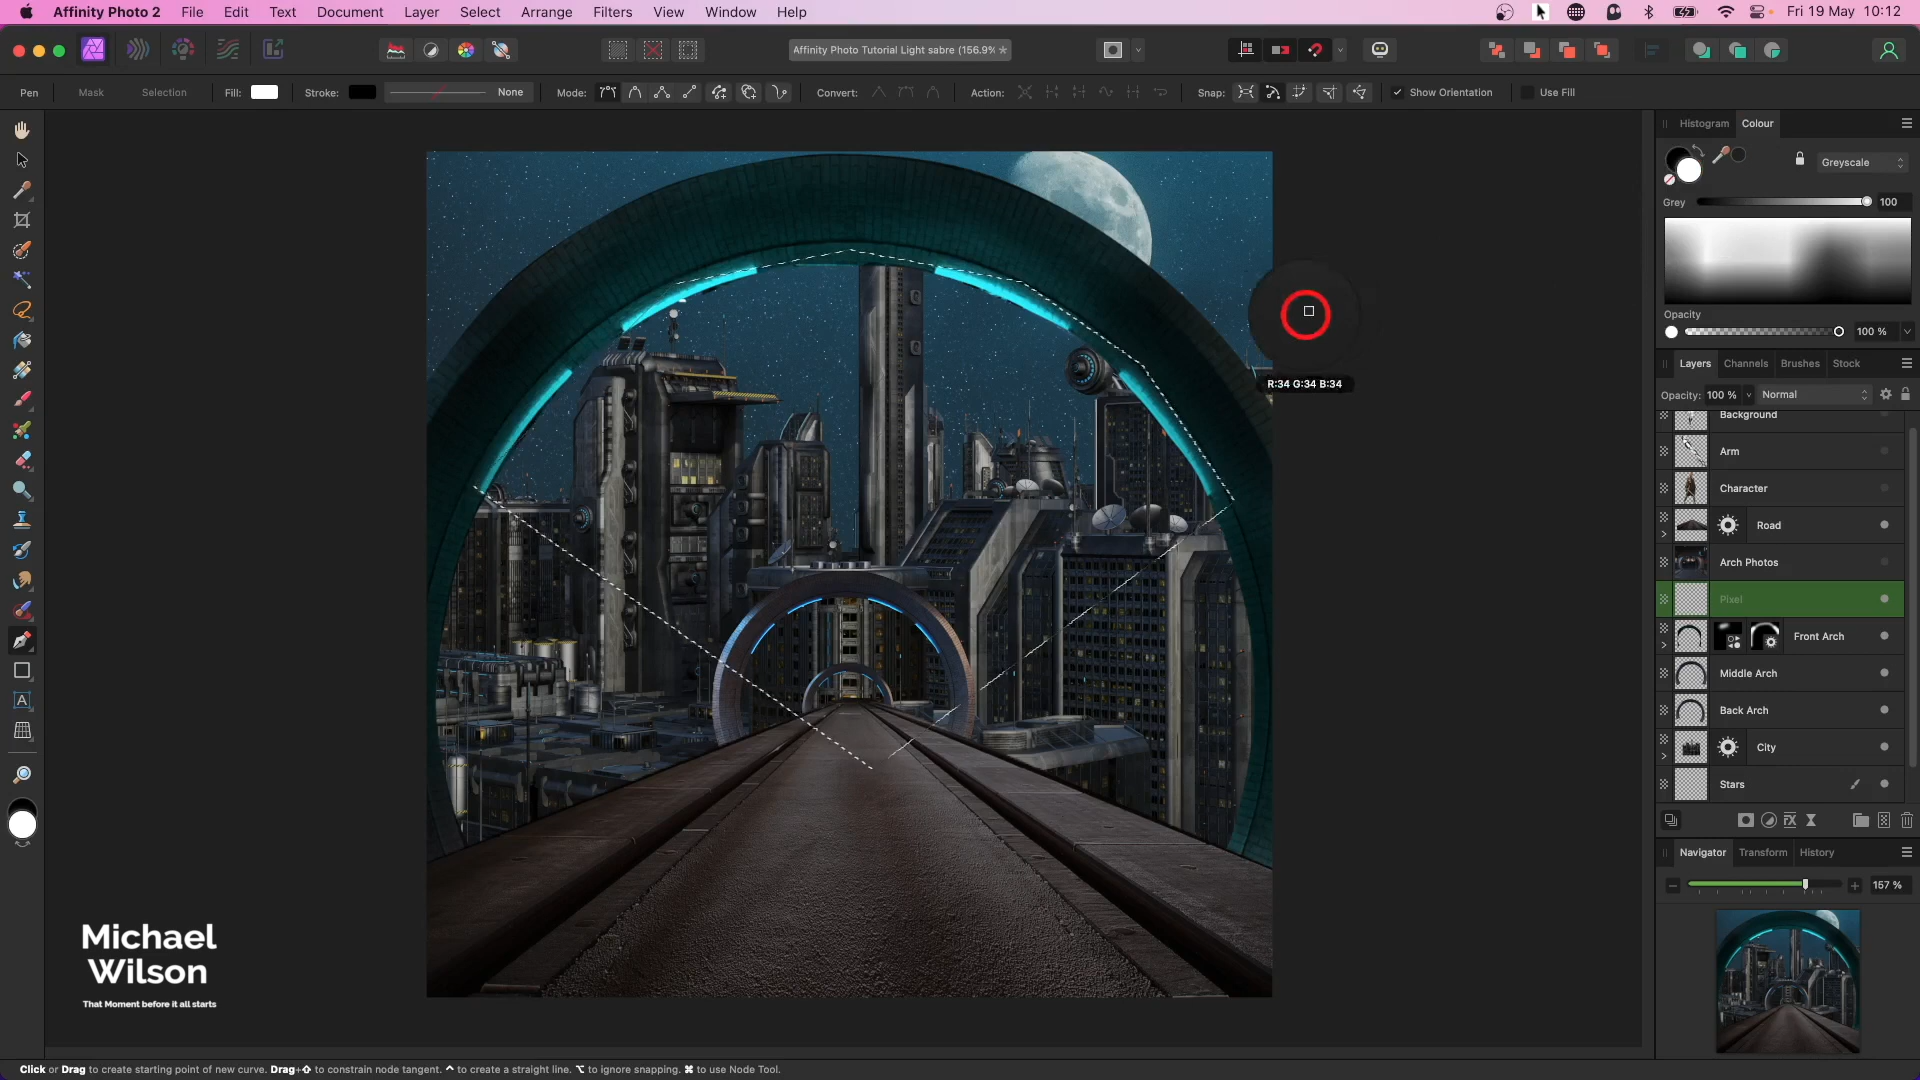 Affinity Photo 2 File Edit Text Document Layer Select Arrange Filters View Window Help Fri 19 May 10:12
Affinity Photo Tutorial Light sabre (156.9% *
Pen Mask Selection Fill: Stroke: None Mode: Convert: Action: Snap: Show Orientation Use Fill
Histogram Colour
Greyscale
Grey 100
Opacity
100 %
Layers Channels Brushes Stock
R:34 G:34 B:34
Opacity: 100 % Normal
Background
Arm
Character
Road
Arch Photos
Pixel
Front Arch
Middle Arch
Back Arch
City
Stars
Navigator Transform History
157 %
Michael
Wilson
That Moment before it all starts
Click or Drag to create starting point of new curve. Drag+⇧ to constrain node tangent. ^ to create a straight line. ⌥ to ignore snapping. ⌘ to use Node Tool.